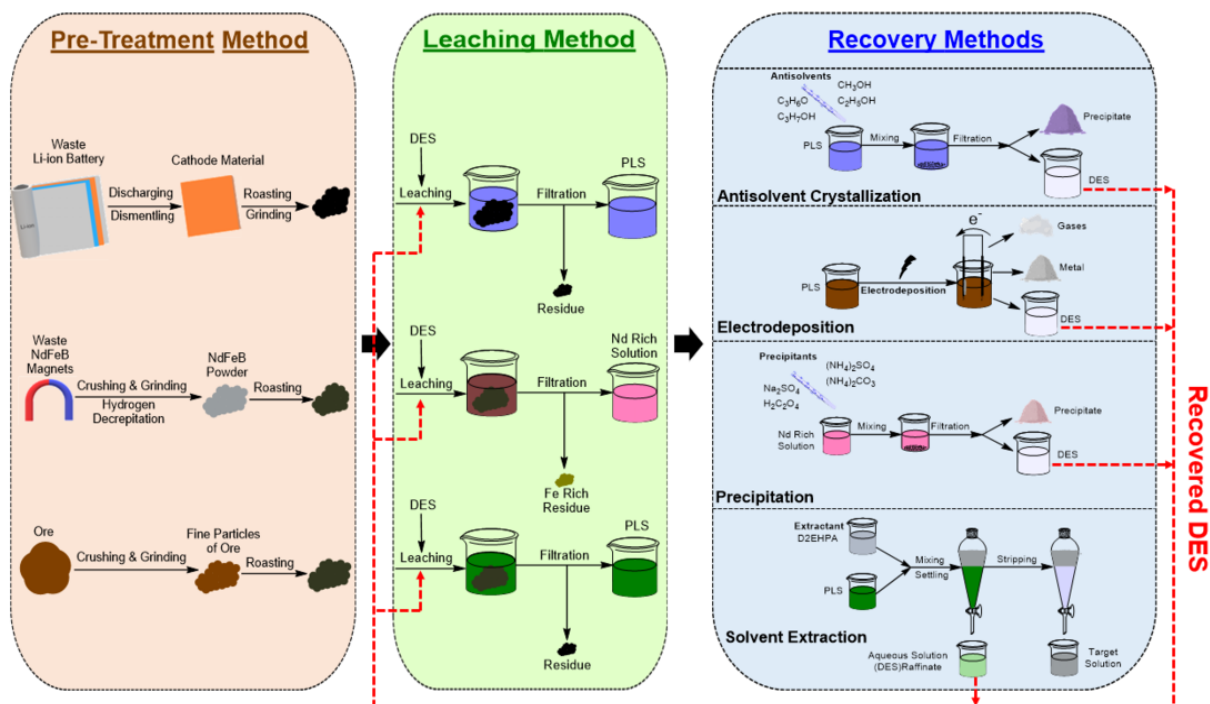 Pre-Treatment Method
Waste
Li-ion Battery
Li-ion
Discharging
Dismentling
Cathode Material
Roasting
Grinding
Waste
NdFeB
Magnets
Crushing & Grinding
Hydrogen
Decrepitation
NdFeB
Powder
Roasting
Ore
Crushing & Grinding
Fine Particles
of Ore
Roasting
Leaching Method
DES
Leaching
Filtration
PLS
Residue
DES
Leaching
Filtration
Nd Rich
Solution
Fe Rich
Residue
DES
Leaching
Filtration
PLS
Residue
Recovery Methods
Antisolvents
CH3OH
C3H6O
C2H5OH
C3H7OH
PLS
Mixing
Filtration
Precipitate
DES
Antisolvent Crystallization
PLS
Electrodeposition
e-
Gases
Metal
DES
Electrodeposition
Precipitants
(NH4)2SO4
Na2SO4
(NH4)2CO3
H2C2O4
Nd Rich
Solution
Mixing
Filtration
Precipitate
DES
Precipitation
Extractant
D2EHPA
PLS
Mixing
Settling
Stripping
Solvent Extraction
Aqueous Solution
(DES)Raffinate
Target
Solution
Recovered DES